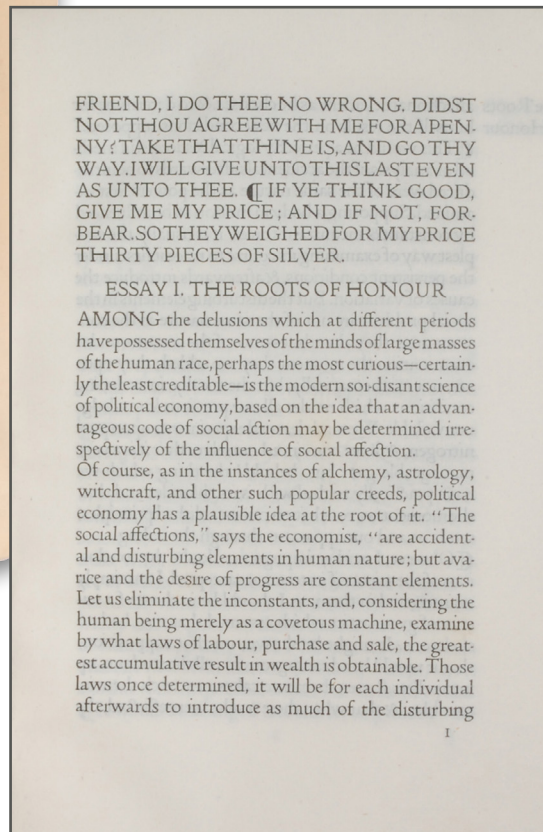 FRIEND, I DO THEE NO WRONG. DIDST
NOT THOU AGREE WITH ME FOR A PEN-
NY? TAKE THAT THINE IS, AND GO THY
WAY. I WILL GIVE UNTO THIS LAST EVEN
AS UNTO THEE. ❡ IF YE THINK GOOD,
GIVE ME MY PRICE; AND IF NOT, FOR-
BEAR. SO THEY WEIGHED FOR MY PRICE
THIRTY PIECES OF SILVER.
ESSAY I. THE ROOTS OF HONOUR
AMONG the delusions which at different periods
have possessed themselves of the minds of large masses
of the human race, perhaps the most curious—certain-
ly the least creditable—is the modern soi-disant science
of political economy, based on the idea that an advan-
tageous code of social action may be determined irre-
spectively of the influence of social affection.
Of course, as in the instances of alchemy, astrology,
witchcraft, and other such popular creeds, political
economy has a plausible idea at the root of it. “The
social affections,” says the economist, “are accident-
al and disturbing elements in human nature; but ava-
rice and the desire of progress are constant elements.
Let us eliminate the inconstants, and, considering the
human being merely as a covetous machine, examine
by what laws of labour, purchase and sale, the great-
est accumulative result in wealth is obtainable. Those
laws once determined, it will be for each individual
afterwards to introduce as much of the disturbing
1